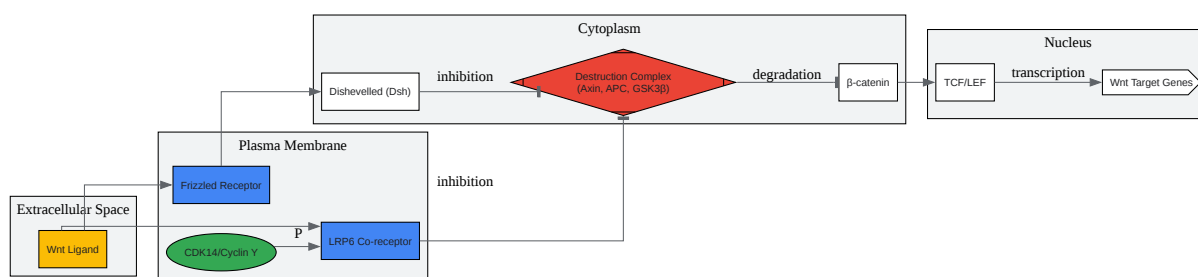 Cytoplasm
Nucleus
inhibition
Destruction Complex
(Axin, APC, GSK3β)
degradation
Dishevelled (Dsh)
β-catenin
TCF/LEF
transcription
Wnt Target Genes
Plasma Membrane
Frizzled Receptor
inhibition
Extracellular Space
Wnt Ligand
P
CDK14/Cyclin Y
LRP6 Co-receptor